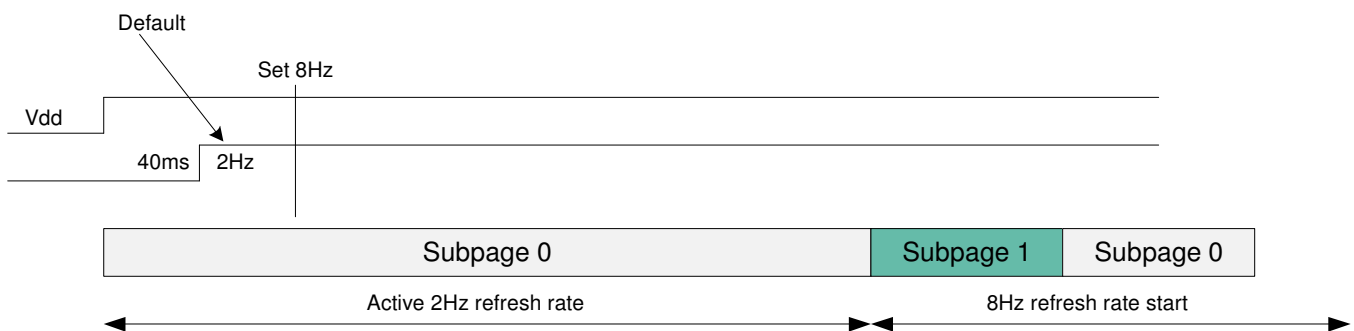 Default
Set 8Hz
Vdd
40ms 2Hz
Subpage 0 Subpage 1 Subpage 0
Active 2Hz refresh rate 8Hz refresh rate start